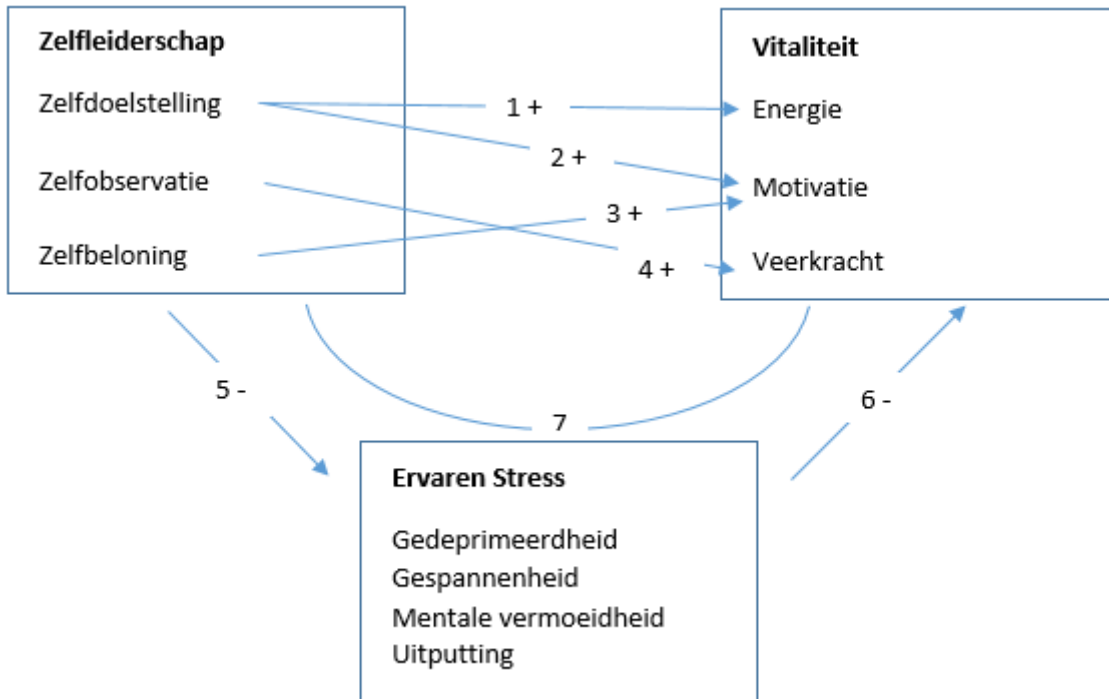 Zelfleiderschap
Zelfdoelstelling
Zelfobservatie
Zelfbeloning
Vitaliteit
Energie
Motivatie
Veerkracht
1 +
2 +
3 +
4 +
5 -
6 -
7
Ervaren Stress
Gedeprimeerdheid
Gespannenheid
Mentale vermoeidheid
Uitputting